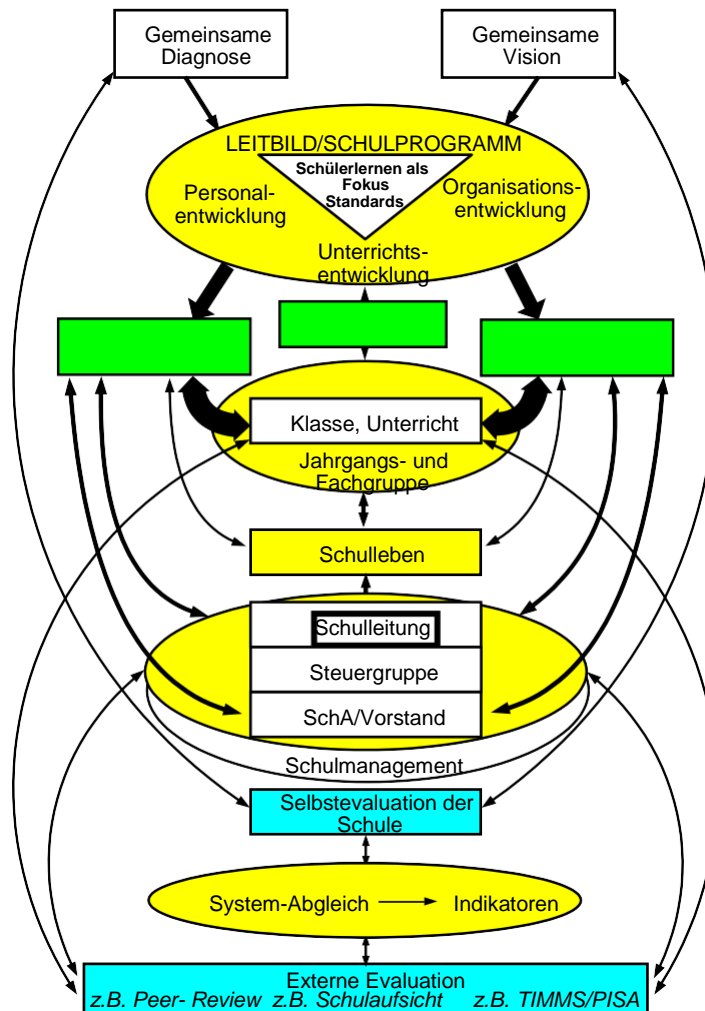 Gemeinsame
Diagnose
Gemeinsame
Vision
LEITBILD/SCHULPROGRAMM
Schülerlernen als
Fokus
Standards
Personal-
entwicklung
Organisations-
entwicklung
Unterrichts-
entwicklung
Klasse, Unterricht
Jahrgangs- und
Fachgruppe
Schulleben
Schulleitung
Steuergruppe
SchA/Vorstand
Schulmanagement
Selbstevaluation der
Schule
System-Abgleich
Indikatoren
Externe Evaluation
z.B. Peer- Review z.B. Schulaufsicht z.B. TIMMS/PISA